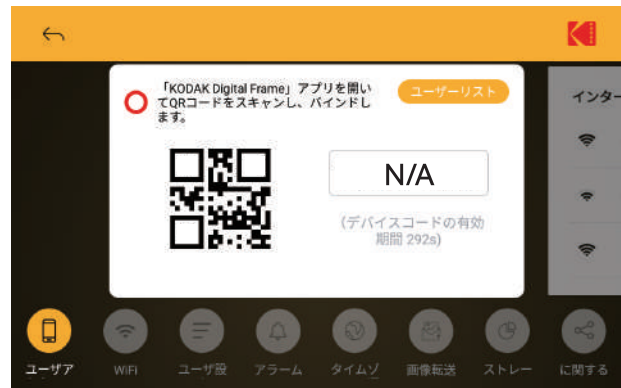 「KODAK Digital Frame」アプリを開い
てQRコードをスキャンし、バインドし
ます。
ユーザーリスト
N/A
(デバイスコードの有効
期間 292s)
インター
ユーザア
WiFi
ユーザ設
アラーム
タイムゾ
画像転送
ストレー
に関する